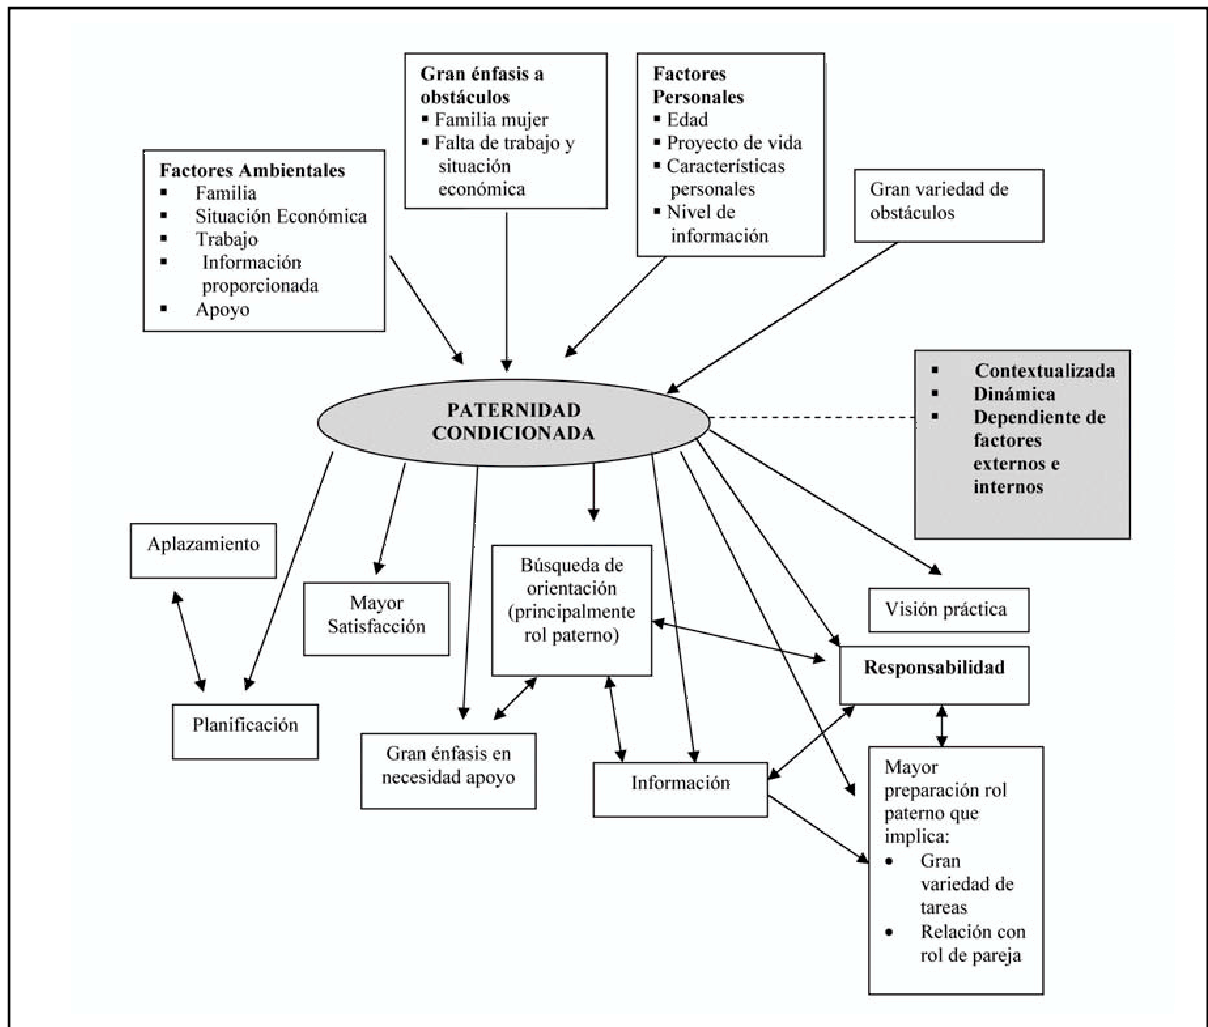 Gran énfasis a
obstáculos
▪ Familia mujer
▪ Falta de trabajo y
situación
económica
Factores
Personales
▪ Edad
▪ Proyecto de vida
▪ Características
personales
▪ Nivel de
información
Factores Ambientales
▪ Familia
▪ Situación Económica
▪ Trabajo
▪ Información
proporcionada
▪ Apoyo
Gran variedad de
obstáculos
PATERNIDAD
CONDICIONADA
▪ Contextualizada
▪ Dinámica
▪ Dependiente de
factores
externos e
internos
Aplazamiento
Mayor
Satisfacción
Búsqueda de
orientación
(principalmente
rol paterno)
Visión práctica
Responsabilidad
Planificación
Gran énfasis en
necesidad apoyo
Información
Mayor
preparación rol
paterno que
implica:
• Gran
variedad de
tareas
• Relación con
rol de pareja